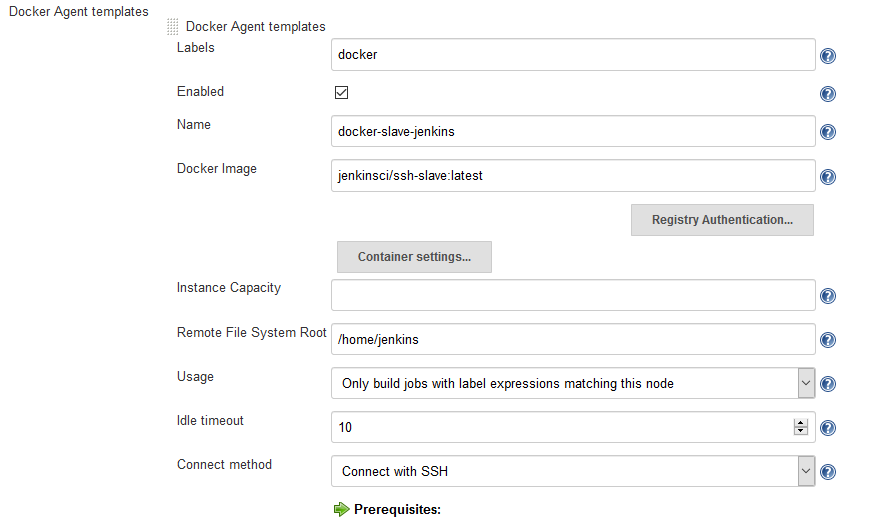 Docker Agent templates
Docker Agent templates
Labels
docker
Enabled
Name
docker-slave-jenkins
Docker Image
jenkinsci/ssh-slave:latest
Registry Authentication...
Container settings...
Instance Capacity
Remote File System Root
/home/jenkins
Usage
Only build jobs with label expressions matching this node
Idle timeout
10
Connect method
Connect with SSH
Prerequisites: